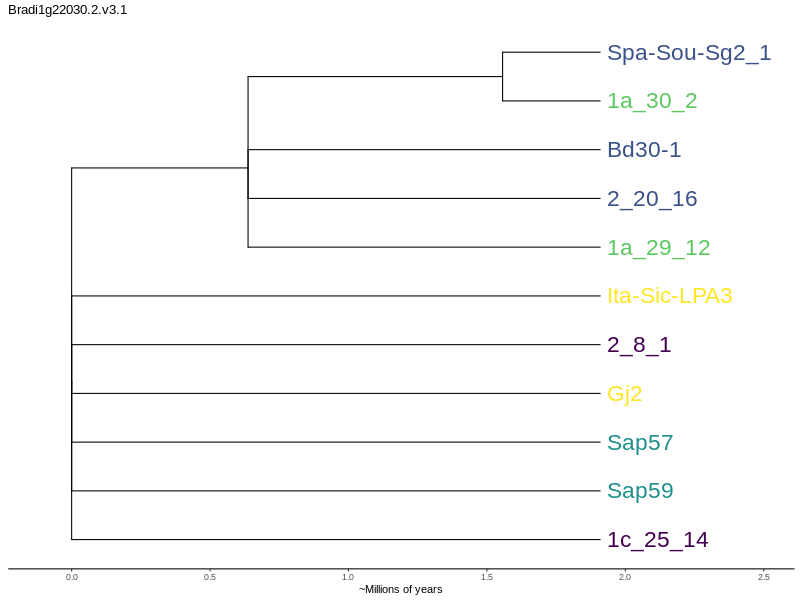 Bradi1g22030.2.v3.1
Spa-Sou-Sg2_1
1a_30_2
Bd30-1
2_20_16
1a_29_12
Ita-Sic-LPA3
2_8_1
Gj2
Sap57
Sap59
1c_25_14
0.0 0.5 1.0 1.5 2.0 2.5
~Millions of years